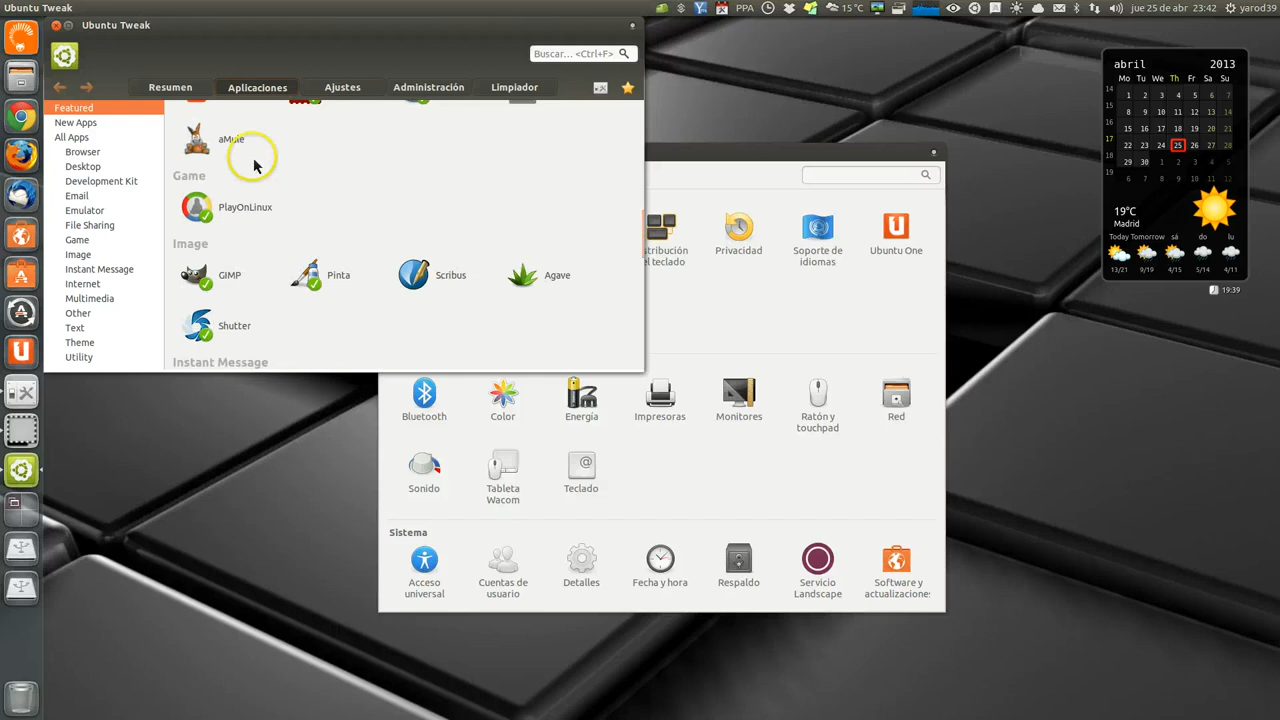 Ubuntu Tweak
PPA
15 °C
jue 25 de abr
23:42
yarod39
Ubuntu Tweak
Buscar... <Ctrl+F>
Resumen
Aplicaciones
Ajustes
Administración
Limpiador
Featured
New Apps
All Apps
Browser
Desktop
Development Kit
Email
Emulator
File Sharing
Game
Image
Instant Message
Internet
Multimedia
Other
Text
Theme
Utility
aMule
Game
PlayOnLinux
Image
GIMP
Pinta
Scribus
Agave
Shutter
Instant Message
stribución
el teclado
Privacidad
Soporte de
idiomas
Ubuntu One
Bluetooth
Color
Energía
Impresoras
Monitores
Ratón y
touchpad
Red
Sonido
Tableta
Wacom
Teclado
Sistema
Acceso
universal
Cuentas de
usuario
Detalles
Fecha y hora
Respaldo
Servicio
Landscape
Software y
actualizaciones
abril 2013
Mo Tu We Th Fr Sa Su
14 1 2 3 4 5 6 7
15 8 9 10 11 12 13 14
16 15 16 17 18 19 20 21
17 22 23 24 25 26 27 28
18 29 30 1 2 3 4 5
19 6 7 8 9 10 11 12
19°C
Madrid
Today Tomorrow sá do lu
13/21 9/19 4/15 5/14 4/11
19:39